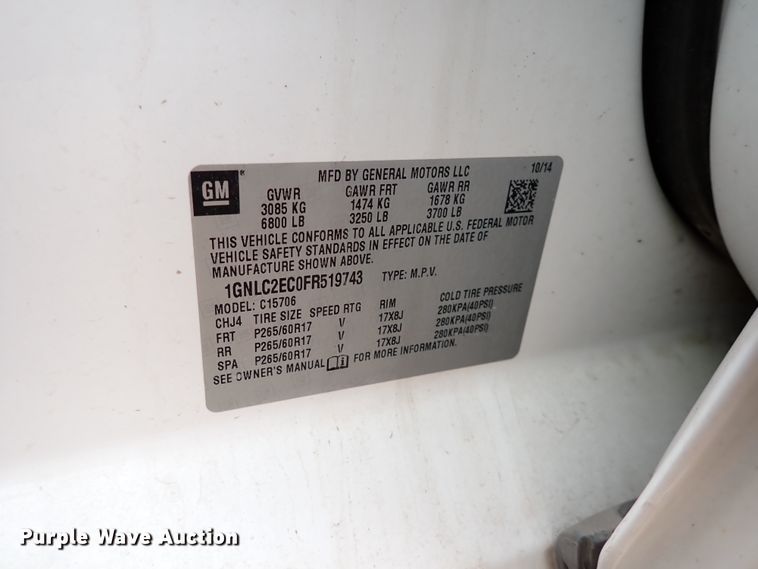 GM
MFD BY GENERAL MOTORS LLC 10/14
GVWR GAWR FRT GAWR RR
3085 KG 1474 KG 1678 KG
6800 LB 3250 LB 3700 LB
THIS VEHICLE CONFORMS TO ALL APPLICABLE U.S. FEDERAL MOTOR
VEHICLE SAFETY STANDARDS IN EFFECT ON THE DATE OF
MANUFACTURE SHOWN ABOVE.
1GNLC2EC0FR519743 TYPE: M.P.V.
MODEL: C15706
CHJ4 TIRE SIZE SPEED RTG RIM COLD TIRE PRESSURE
FRT P265/60R17 V 17X8J 280KPA(40PSI)
RR P265/60R17 V 17X8J 280KPA(40PSI)
SPA P265/60R17 V 17X8J 280KPA(40PSI)
SEE OWNER'S MANUAL FOR MORE INFORMATION.
Purple Wave Auction